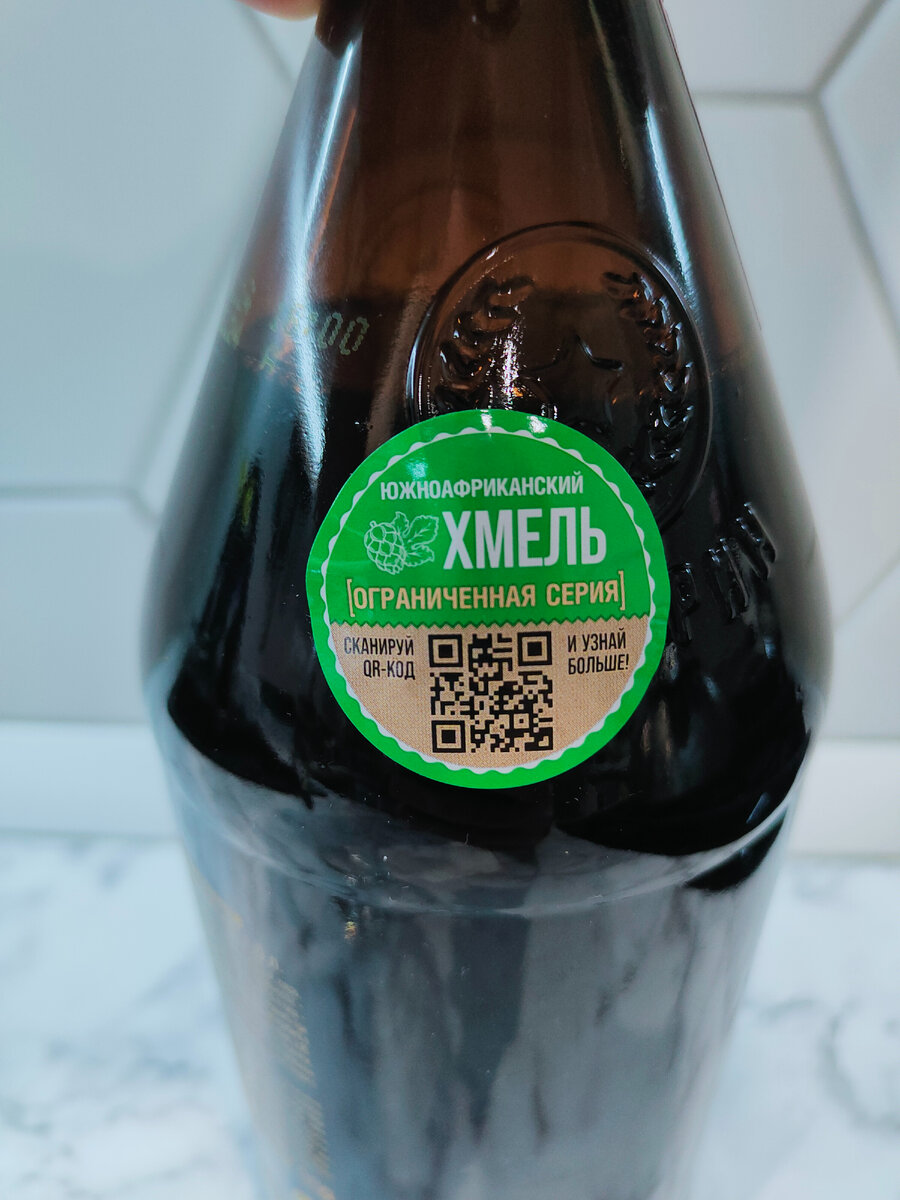 ЮЖНОАФРИКАНСКИЙ
ХМЕЛЬ
[ОГРАНИЧЕННАЯ СЕРИЯ]
СКАНИРУЙ
QR-КОД
И УЗНАЙ
БОЛЬШЕ!